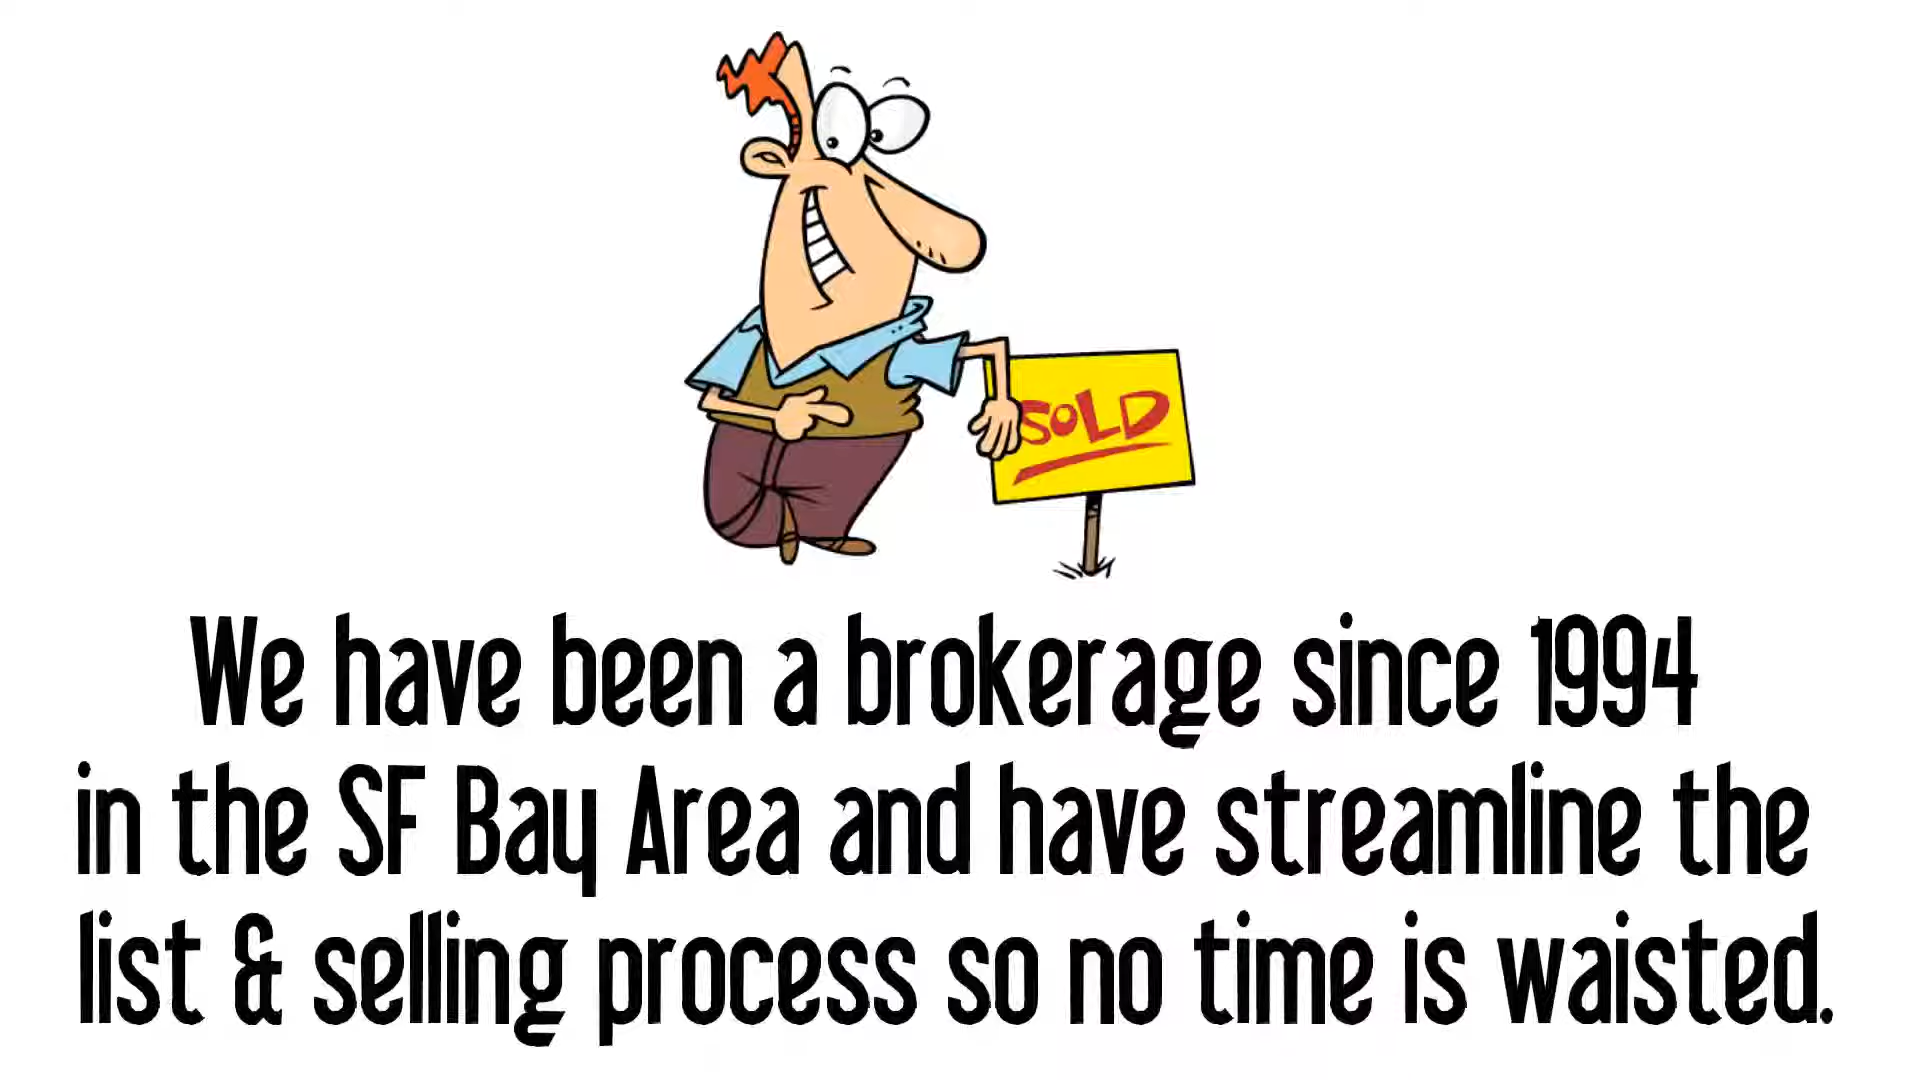 SOLD
We have been a brokerage since 1994
in the SF Bay Area and have streamline the
list & selling process so no time is waisted.